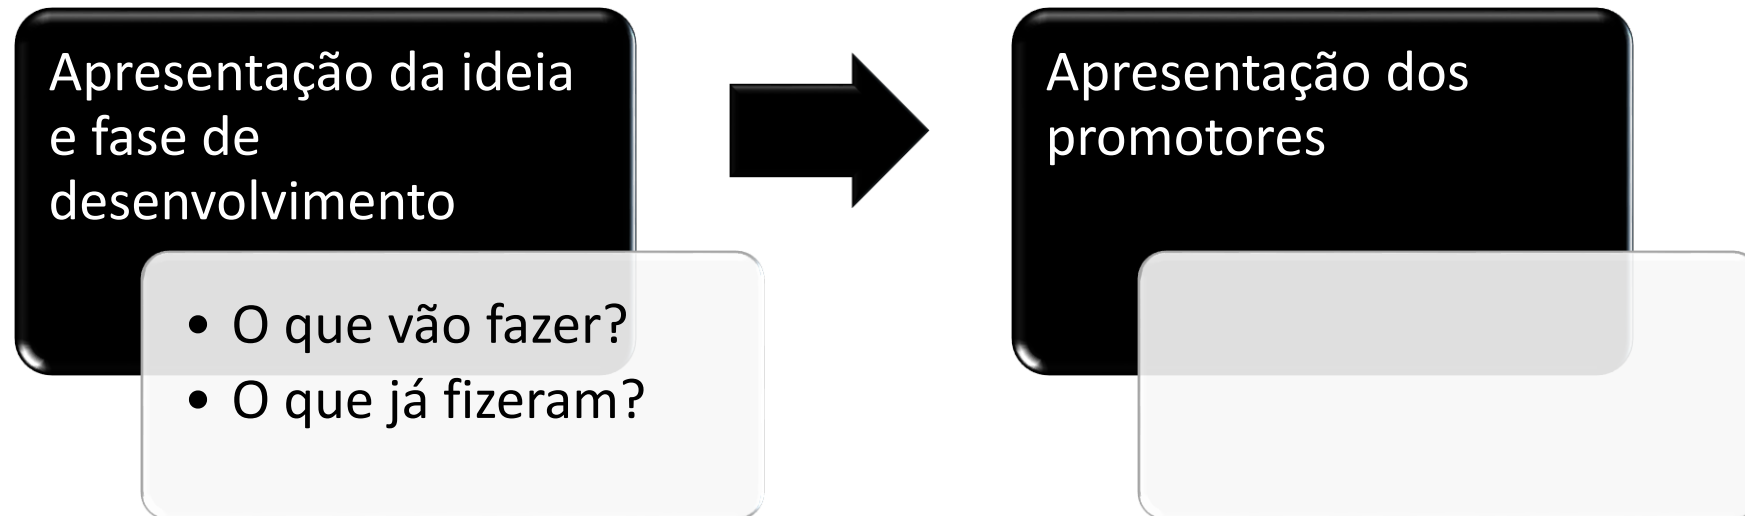 Apresentação da ideia
e fase de
desenvolvimento
• O que vão fazer?
• O que já fizeram?
Apresentação dos
promotores